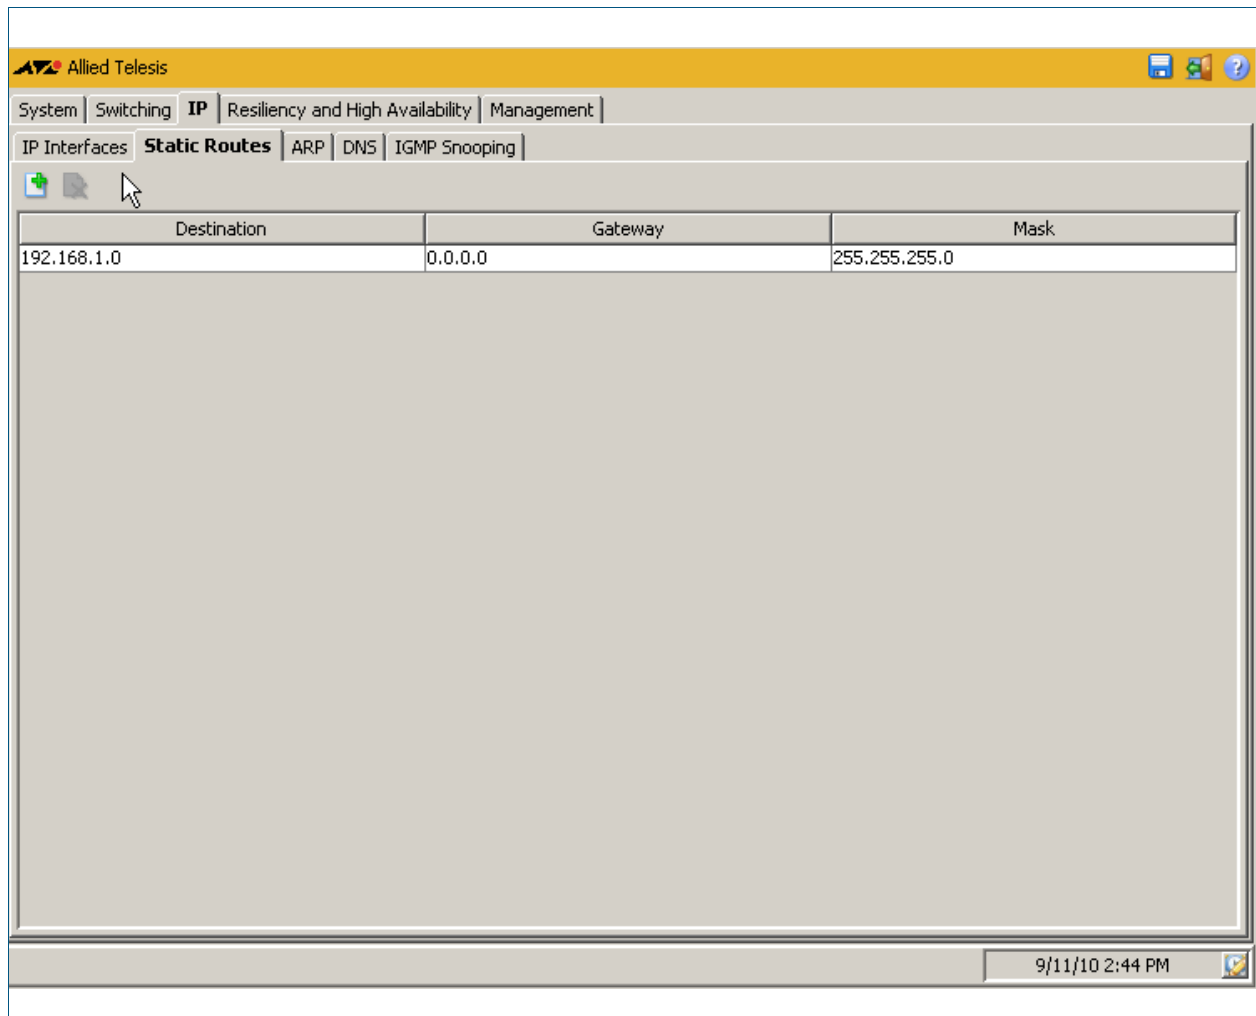 Allied Telesis
System Switching IP Resiliency and High Availability Management
IP Interfaces Static Routes ARP DNS IGMP Snooping
Destination Gateway Mask
192.168.1.0 0.0.0.0 255.255.255.0
9/11/10 2:44 PM